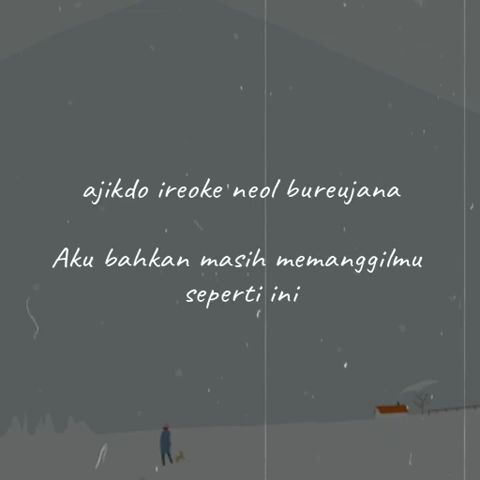 ajikdo ireoke neol bureujana
Aku bahkan masih memanggilmu
seperti ini